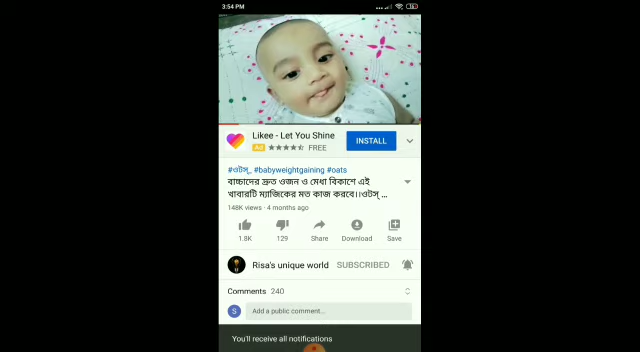 3:54 PM
Likee - Let You Shine
Ad FREE
INSTALL
#ওটস্_ #babyweightgaining #oats
বাচ্চাদের দ্রুত ওজন ও মেধা বিকাশে এই
খাবারটি ম্যাজিকের মত কাজ করবে।।ওটস্ ...
148K views · 4 months ago
1.8K 129 Share Download Save
Risa's unique world SUBSCRIBED
Comments 240
S Add a public comment...
You'll receive all notifications